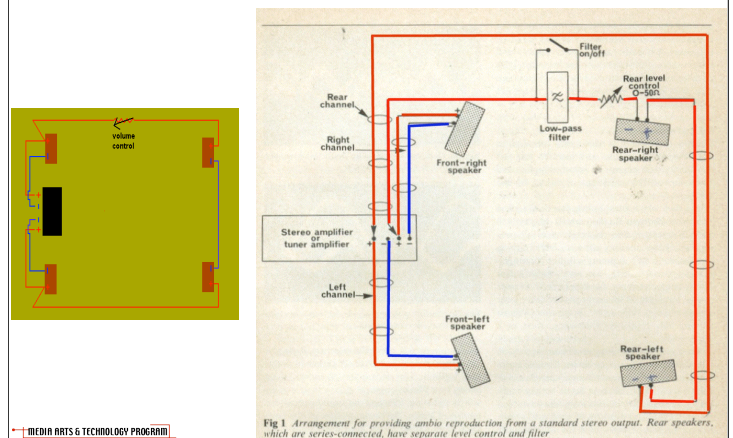 volume
control
+
+
Filter
on/off
Rear level
control
0-50Ω
Rear
channel
Low-pass
filter
Right
channel
Front-right
speaker
Rear-right
speaker
Stereo amplifier
or
tuner amplifier
+ - + -
Left
channel
Front-left
speaker
Rear-left
speaker
Fig 1 Arrangement for providing ambio reproduction from a standard stereo output. Rear speakers,
which are series-connected, have separate level control and filter
MEDIA ARTS & TECHNOLOGY PROGRAM